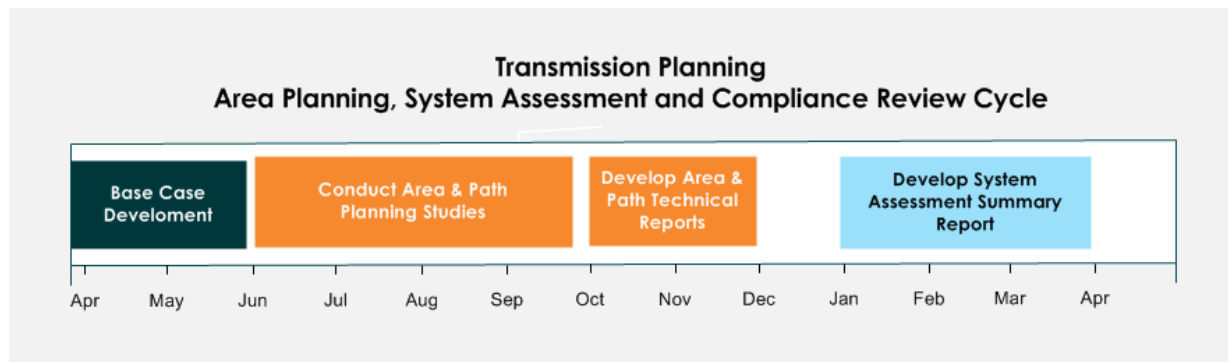 Transmission Planning
Area Planning, System Assessment and Compliance Review Cycle
Base Case
Develoment
Conduct Area & Path
Planning Studies
Develop Area &
Path Technical
Reports
Develop System
Assessment Summary
Report
Apr May Jun Jul Aug Sep Oct Nov Dec Jan Feb Mar Apr